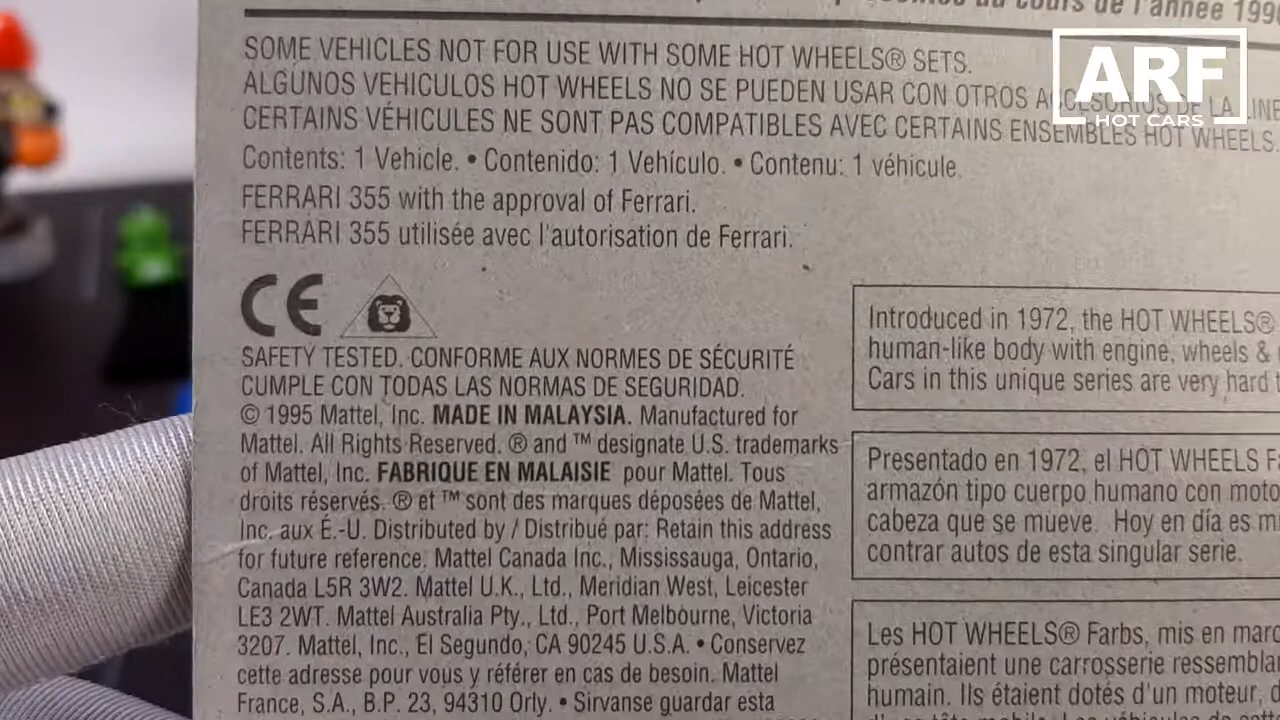 au cours de l'année 199
SOME VEHICLES NOT FOR USE WITH SOME HOT WHEELS® SETS.
ALGUNOS VEHICULOS HOT WHEELS NO SE PUEDEN USAR CON OTROS ACCESORIOS DE LA LINE
CERTAINS VÉHICULES NE SONT PAS COMPATIBLES AVEC CERTAINS ENSEMBLES HOT WHEELS.
Contents: 1 Vehicle. • Contenido: 1 Vehículo. • Contenu: 1 véhicule.
FERRARI 355 with the approval of Ferrari.
FERRARI 355 utilisée avec l'autorisation de Ferrari.
ARF
HOT CARS
CE
SAFETY TESTED. CONFORME AUX NORMES DE SÉCURITÉ
CUMPLE CON TODAS LAS NORMAS DE SEGURIDAD.
© 1995 Mattel, Inc. MADE IN MALAYSIA. Manufactured for
Mattel. All Rights Reserved. ® and ™ designate U.S. trademarks
of Mattel, Inc. FABRIQUE EN MALAISIE pour Mattel. Tous
droits réservés. ® et ™ sont des marques déposées de Mattel,
Inc. aux É.-U. Distributed by / Distribué par: Retain this address
for future reference. Mattel Canada Inc., Mississauga, Ontario,
Canada L5R 3W2. Mattel U.K., Ltd., Meridian West, Leicester
LE3 2WT. Mattel Australia Pty., Ltd., Port Melbourne, Victoria
3207. Mattel, Inc., El Segundo, CA 90245 U.S.A. • Conservez
cette adresse pour vous y référer en cas de besoin. Mattel
France, S.A., B.P. 23, 94310 Orly. • Sirvanse guardar esta
Introduced in 1972, the HOT WHEELS®
human-like body with engine, wheels &
Cars in this unique series are very hard
Presentado en 1972, el HOT WHEELS F
armazón tipo cuerpo humano con moto
cabeza que se mueve. Hoy en día es m
contrar autos de esta singular serie.
Les HOT WHEELS® Farbs, mis en marc
présentaient une carrosserie ressembla
humain. Ils étaient dotés d'un moteur, d